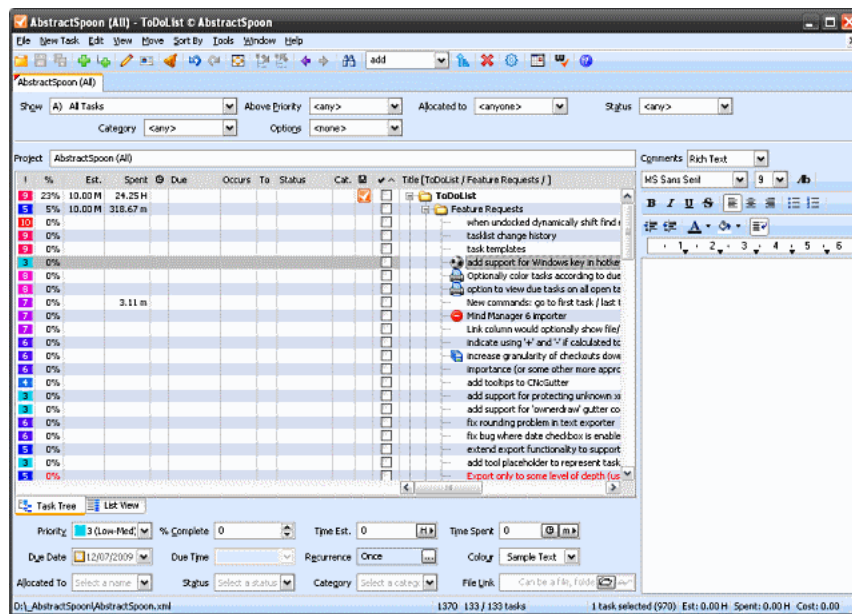 AbstractSpoon (All) - ToDoList © AbstractSpoon
File New Task Edit View Move Sort By Tools Window Help
add
AbstractSpoon (All)
Show A) All Tasks Above Priority <any> Allocated to <anyone> Status <any>
Category <any> Options <none>
Project AbstractSpoon (All) Comments Rich Text
! % Est. Spent Due Occurs To Status Cat. Title [ToDoList / Feature Requests / ]
MS Sans Serif 9 Ab
B I U S
A
1 2 3 4 5 6
9 23% 10.00 M 24.25 H ToDoList
5 5% 10.00 M 318.67 m Feature Requests
10 0% when undocked dynamically shift find
9 0% tasklist change history
9 0% task templates
3 0% add support for Windows key in hotke
8 0% Optionally color tasks according to due
8 0% option to view due tasks on all open ta
7 0% 3.11 m New commands: go to first task / last t
7 0% Mind Manager 6 importer
7 0% Link column would optionally show file/
6 0% indicate using '+' and '-' if calculated to
6 0% increase granularity of checkouts down
6 0% importance (or some other more appro
4 0% add tooltips to CNcGutter
3 0% add support for protecting unknown x
3 0% add support for 'ownerdraw' gutter co
6 0% fix rounding problem in text exporter
6 0% fix bug where date checkbox is enable
5 0% extend export functionality to support
3 0% add tool placeholder to represent task
5 0% Export only to some level of depth (us
Task Tree List View
Priority 3 (Low-Med) % Complete 0 Time Est. 0 H Time Spent 0 m
Due Date 12/07/2009 Due Time Recurrence Once ... Colour Sample Text
Allocated To Select a name Status Select a status Category Select a categ File Link Can be a file, folde
D:\_AbstractSpoon\AbstractSpoon.xml 1370 133 / 133 tasks 1 task selected (970) Est: 0.00 H Spent: 0.00 H Cost: 0.00